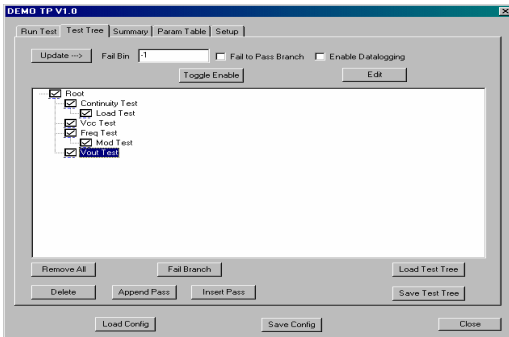 DEMO TP V1.0
Run Test Test Tree Summary Param Table Setup
Update ---> Fail Bin -1 Fail to Pass Branch Enable Datalogging
Toggle Enable Edit
Root
Continuity Test
Load Test
Vcc Test
Freq Test
Mod Test
Vout Test
Remove All Fail Branch Load Test Tree
Delete Append Pass Insert Pass Save Test Tree
Load Config Save Config Close